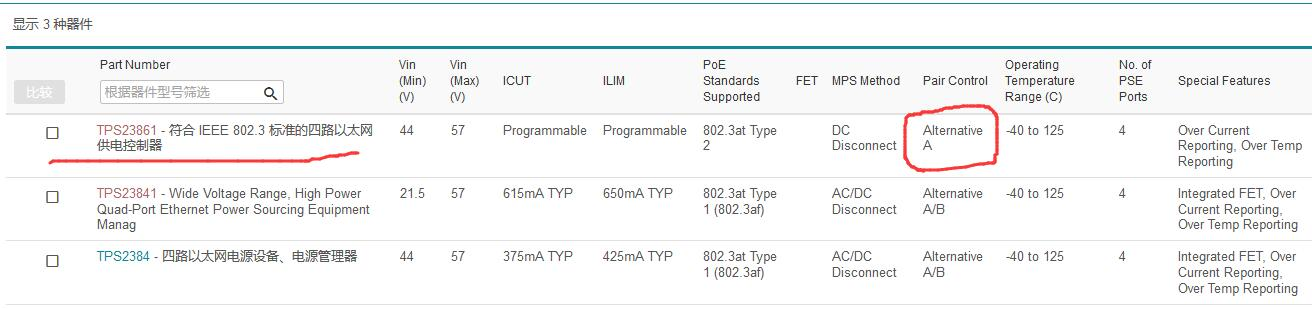 显示 3 种器件
比较
Part Number
根据器件型号筛选
Vin
(Min)
(V)
Vin
(Max)
(V)
ICUT
ILIM
PoE
Standards
Supported
FET
MPS Method
Pair Control
Operating
Temperature
Range (C)
No. of
PSE
Ports
Special Features
TPS23861 - 符合 IEEE 802.3 标准的四路以太网
供电控制器
44
57
Programmable
Programmable
802.3at Type
2
DC
Disconnect
Alternative
A
-40 to 125
4
Over Current
Reporting, Over Temp
Reporting
TPS23841 - Wide Voltage Range, High Power
Quad-Port Ethernet Power Sourcing Equipment
Manag
21.5
57
615mA TYP
650mA TYP
802.3at Type
1 (802.3af)
AC/DC
Disconnect
Alternative
A/B
-40 to 125
4
Integrated FET, Over
Current Reporting,
Over Temp Reporting
TPS2384 - 四路以太网电源设备、电源管理器
44
57
375mA TYP
425mA TYP
802.3at Type
1 (802.3af)
AC/DC
Disconnect
Alternative
A/B
-40 to 125
4
Integrated FET, Over
Current Reporting,
Over Temp Reporting